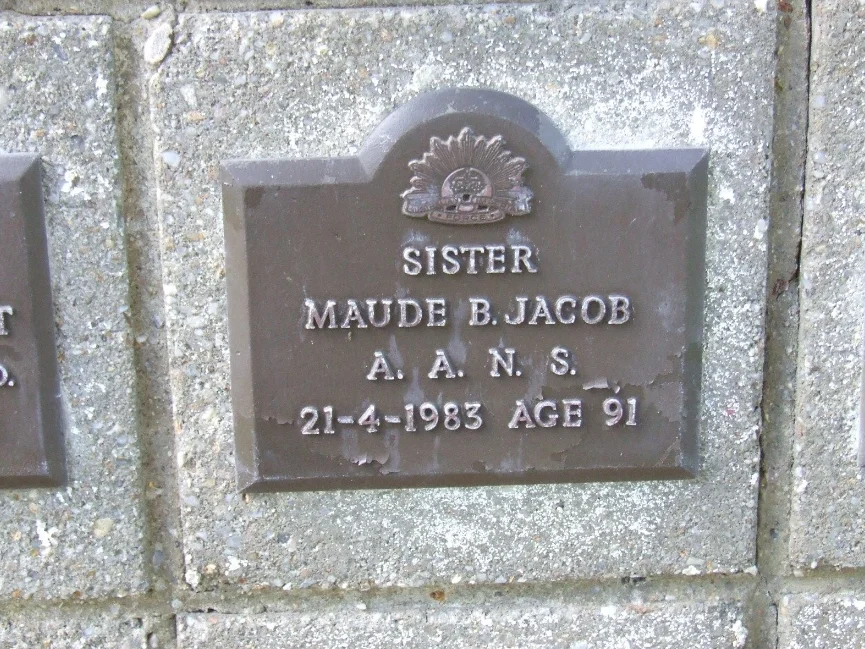 SISTER
MAUDE B. JACOB
A. A. N. S.
21-4-1983 AGE 91
T
D.